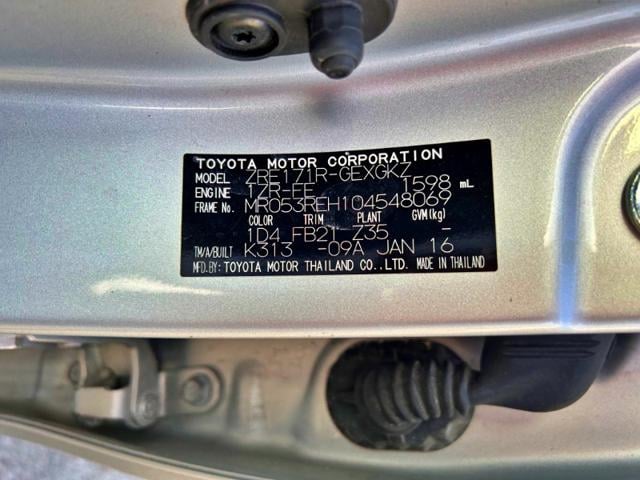 TOYOTA MOTOR CORPORATION
MODEL ZRE171R-GEXGKZ
ENGINE 1ZR-FE 1598 mL
FRAME No. MR053REH104548069
COLOR TRIM PLANT GVM(kg)
1D4 FB21 Z35 -
TM/A/BUILT K313 -09A JAN 16
MFD.BY: TOYOTA MOTOR THAILAND CO.,LTD. MADE IN THAILAND